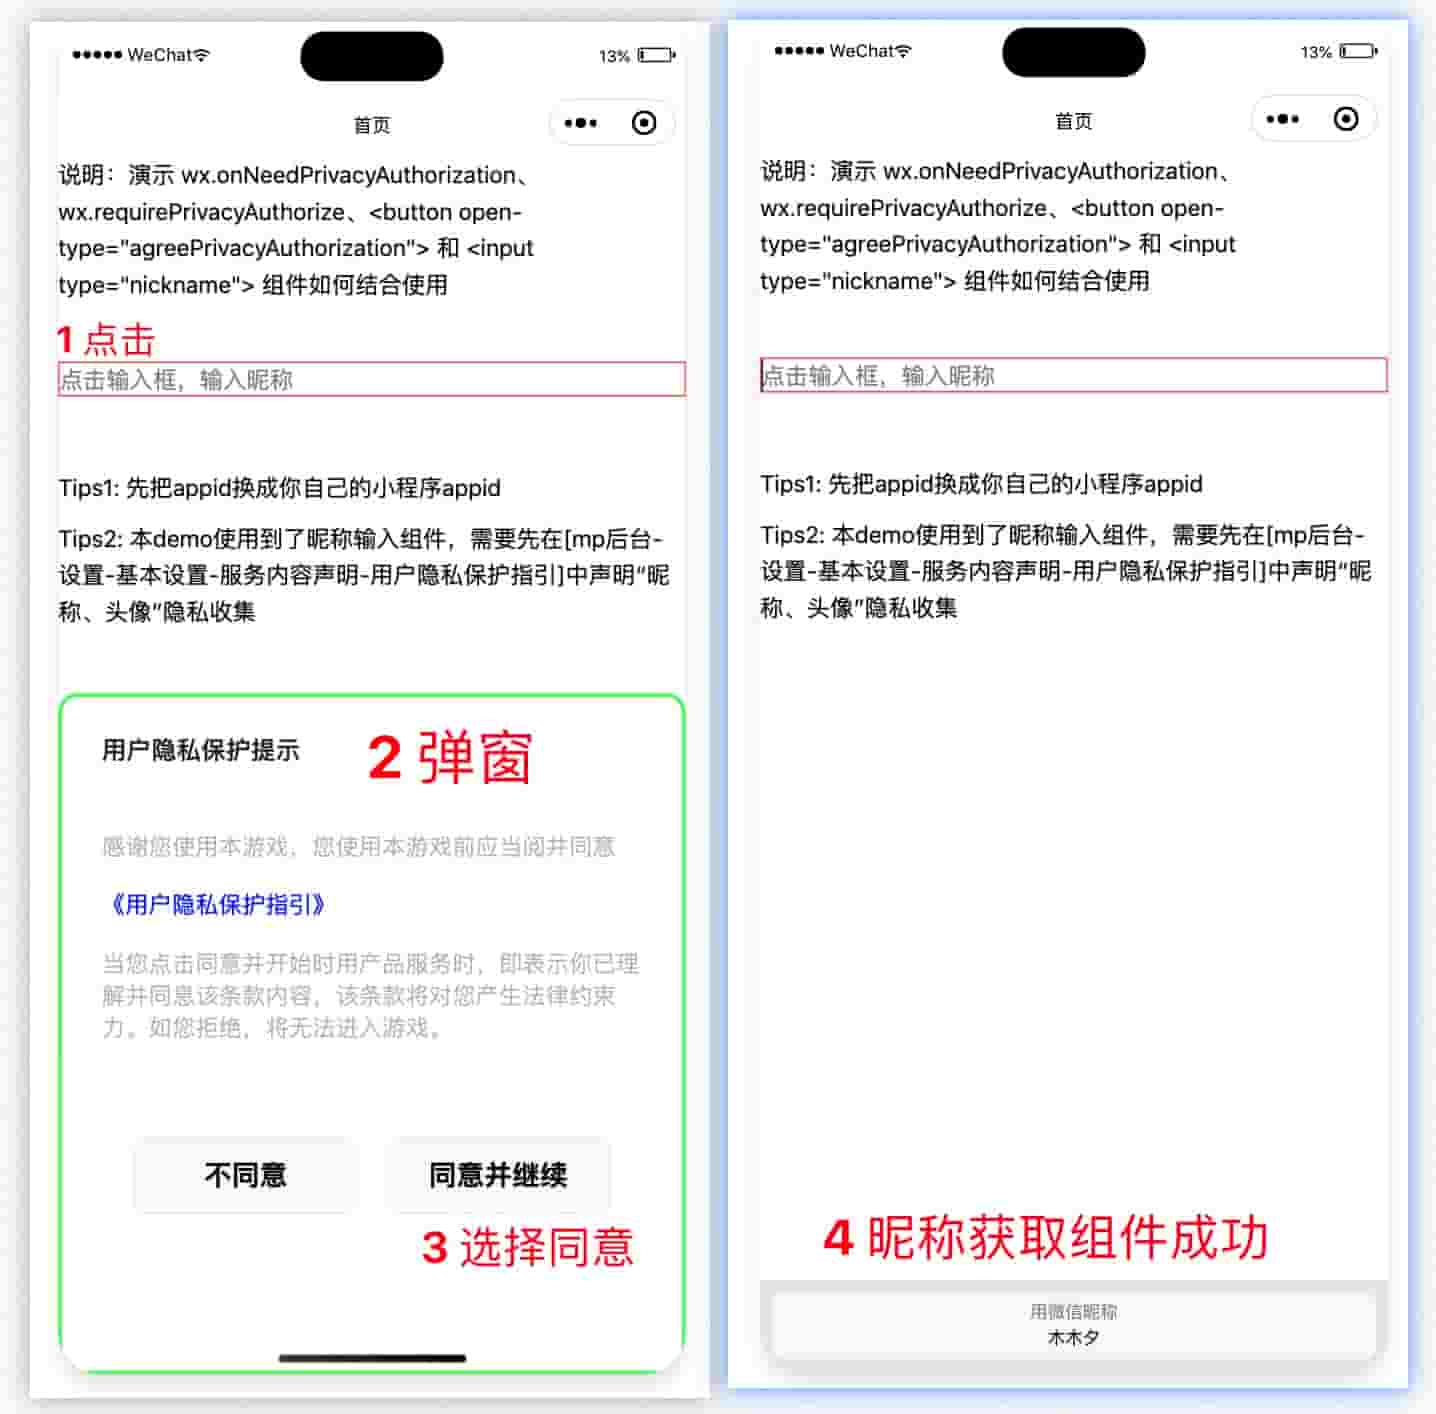 WeChat
13%
首页
说明：演示 wx.onNeedPrivacyAuthorization、
wx.requirePrivacyAuthorize、<button open-
type="agreePrivacyAuthorization"> 和 <input
type="nickname"> 组件如何结合使用
1 点击
点击输入框，输入昵称
Tips1: 先把appid换成你自己的小程序appid
Tips2: 本demo使用到了昵称输入组件，需要先在[mp后台-
设置-基本设置-服务内容声明-用户隐私保护指引]中声明“昵
称、头像”隐私收集
用户隐私保护提示
2 弹窗
感谢您使用本游戏，您使用本游戏前应当阅井同意
《用户隐私保护指引》
当您点击同意并开始时用产品服务时，即表示你已理
解并同息该条款内容，该条款将对您产生法律约束
力。如您拒绝，将无法进入游戏。
不同意
同意并继续
3 选择同意
WeChat
13%
首页
说明：演示 wx.onNeedPrivacyAuthorization、
wx.requirePrivacyAuthorize、<button open-
type="agreePrivacyAuthorization"> 和 <input
type="nickname"> 组件如何结合使用
点击输入框，输入昵称
Tips1: 先把appid换成你自己的小程序appid
Tips2: 本demo使用到了昵称输入组件，需要先在[mp后台-
设置-基本设置-服务内容声明-用户隐私保护指引]中声明“昵
称、头像”隐私收集
4 昵称获取组件成功
用微信昵称
木木夕